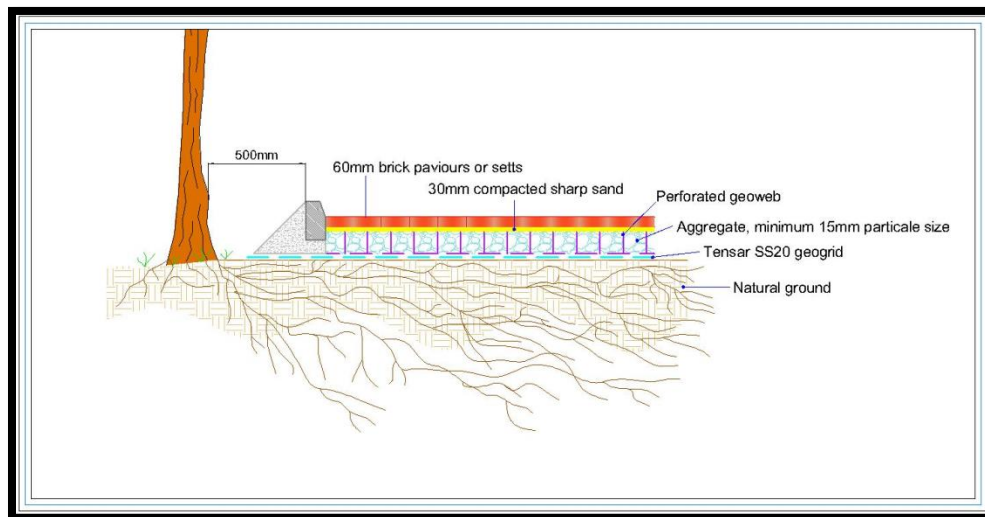 500mm
60mm brick paviours or setts
30mm compacted sharp sand
Perforated geoweb
Aggregate, minimum 15mm particale size
Tensar SS20 geogrid
Natural ground